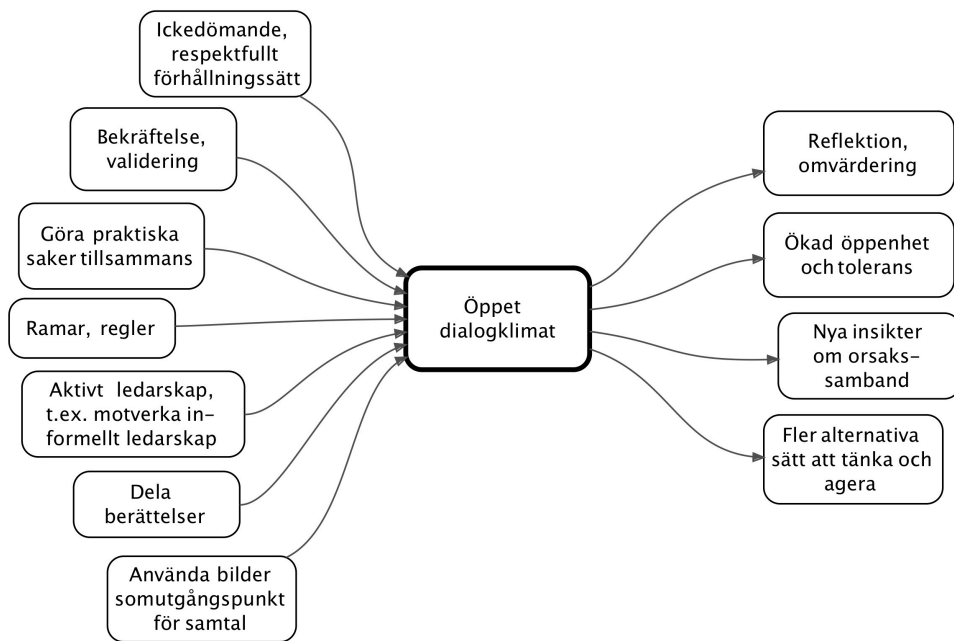 Ickedömande,
respektfullt
förhållningssätt
Bekräftelse,
validering
Göra praktiska
saker tillsammans
Ramar, regler
Aktivt ledarskap,
t.ex. motverka in-
formellt ledarskap
Dela
berättelser
Använda bilder
somutgångspunkt
för samtal
Öppet
dialogklimat
Reflektion,
omvärdering
Ökad öppenhet
och tolerans
Nya insikter
om orsaks-
samband
Fler alternativa
sätt att tänka och
agera